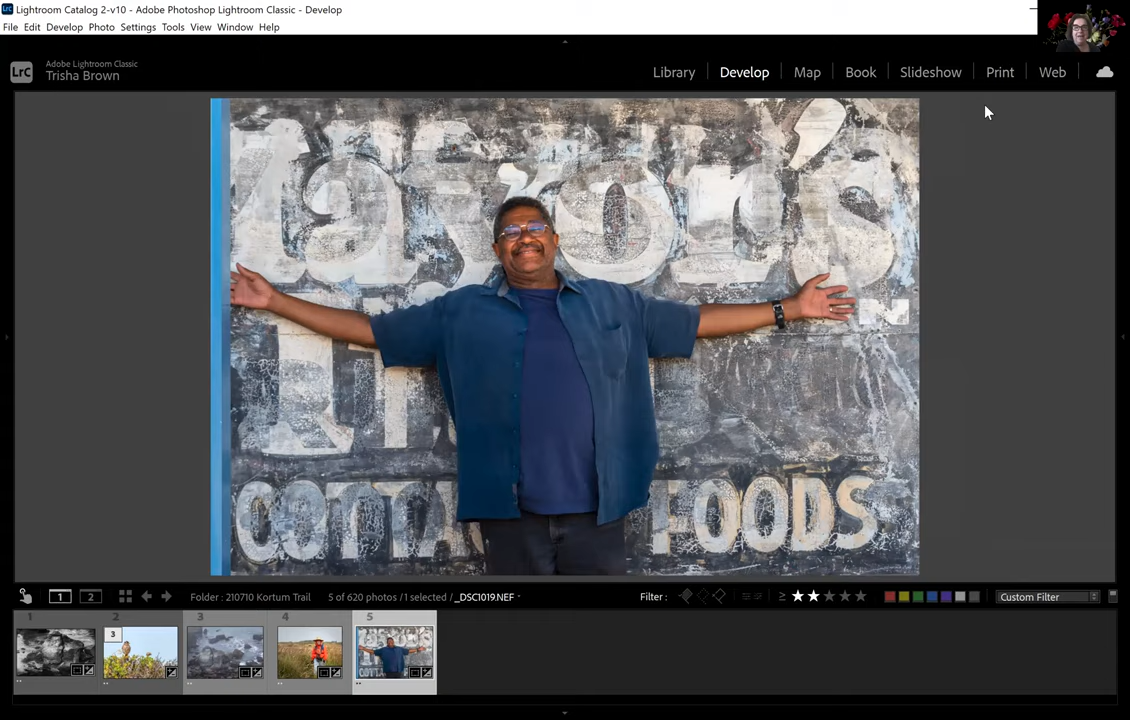 Lightroom Catalog 2-v10 - Adobe Photoshop Lightroom Classic - Develop
File Edit Develop Photo Settings Tools View Window Help
LrC
Adobe Lightroom Classic
Trisha Brown
Library Develop Map Book Slideshow Print Web
FOODS
1 2 Folder : 210710 Kortum Trail 5 of 620 photos /1 selected / _DSC1019.NEF Filter : ≥ ★★★★★ Custom Filter
1 2 3 4 5
3